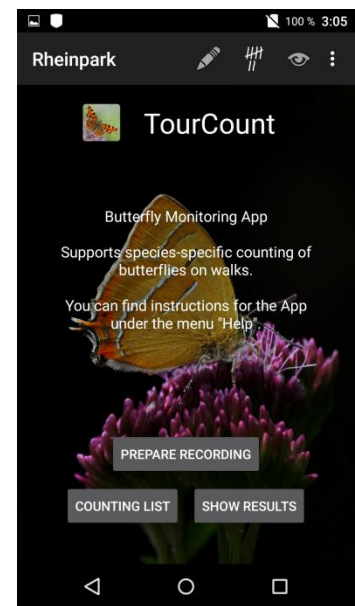 100 % 3:05
Rheinpark
TourCount
Butterfly Monitoring App
Supports species-specific counting of
butterflies on walks.
You can find instructions for the App
under the menu "Help".
PREPARE RECORDING
COUNTING LIST SHOW RESULTS